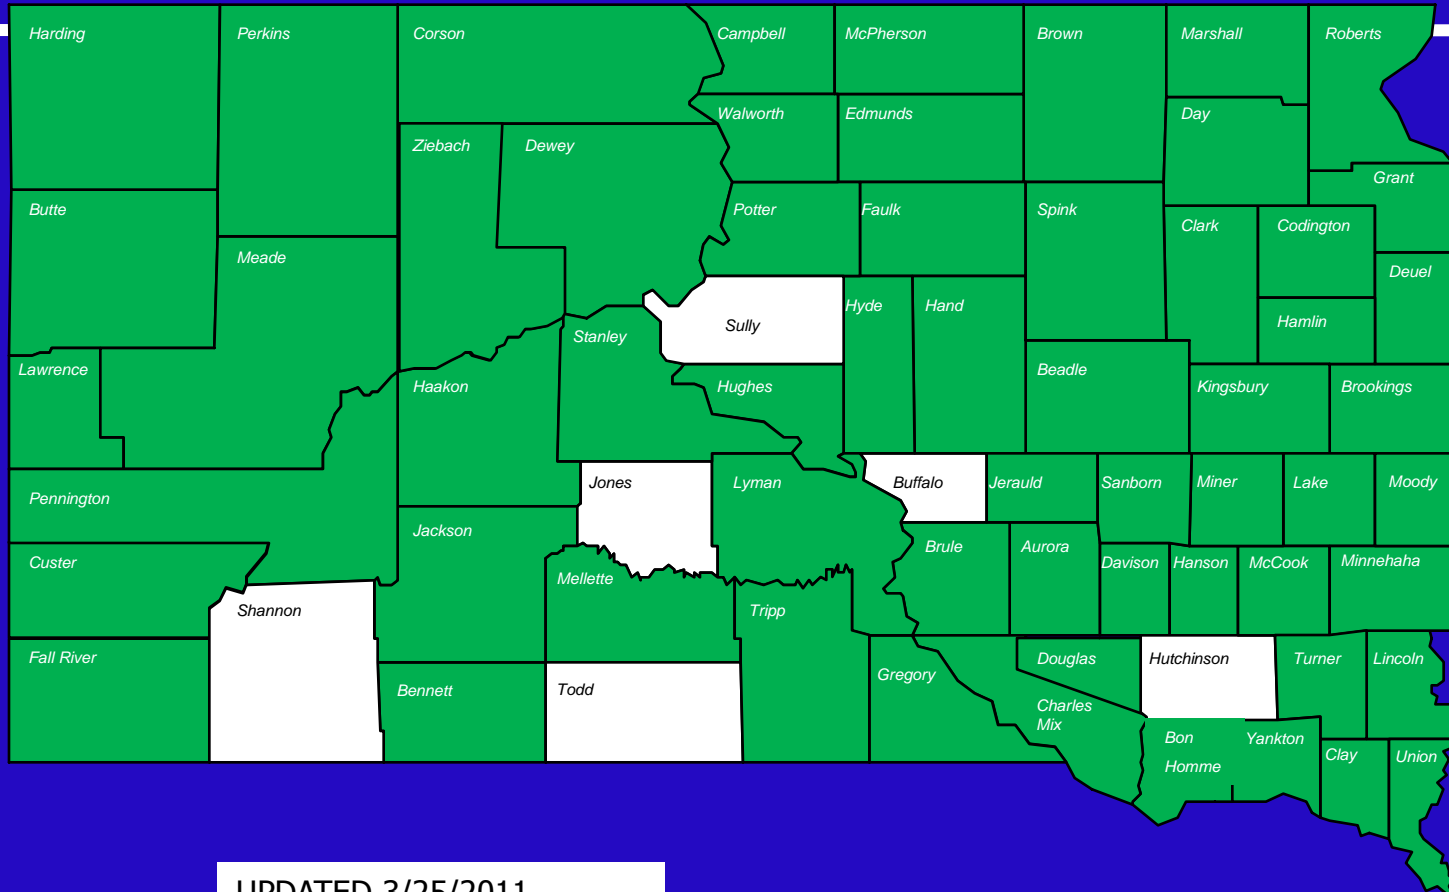 Harding
Perkins
Corson
Campbell
McPherson
Brown
Marshall
Roberts
Walworth
Edmunds
Day
Ziebach
Dewey
Grant
Butte
Potter
Faulk
Spink
Clark
Codington
Meade
Deuel
Hyde
Hand
Sully
Stanley
Hamlin
Lawrence
Haakon
Hughes
Beadle
Kingsbury
Brookings
Pennington
Jones
Lyman
Buffalo
Jerauld
Sanborn
Miner
Lake
Moody
Jackson
Brule
Aurora
Custer
Mellette
Davison
Hanson
McCook
Minnehaha
Shannon
Tripp
Fall River
Bennett
Todd
Gregory
Douglas
Hutchinson
Turner
Lincoln
Charles
Mix
Bon
Homme
Yankton
Clay
Union
UPDATED 3/25/2011